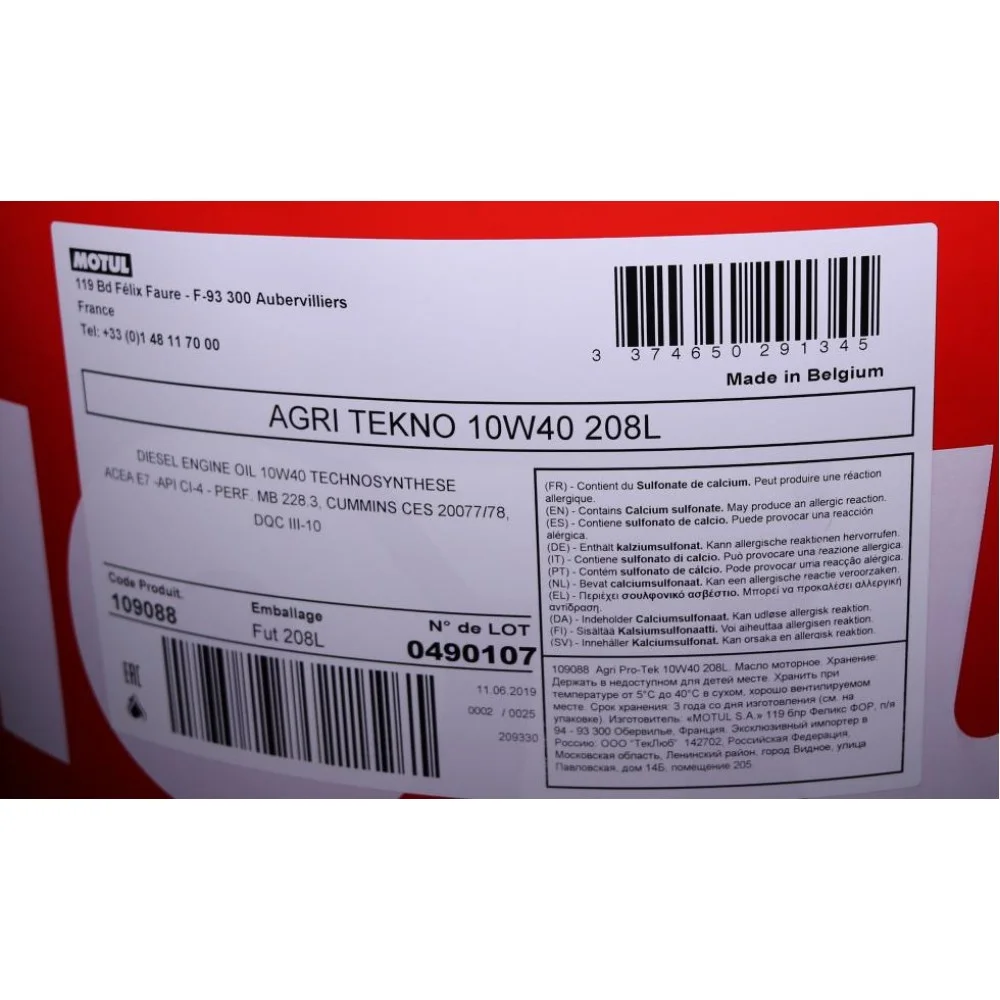 MOTUL
119 Bd Félix Faure - F-93 300 Aubervilliers
France
Tel: +33 (0)1 48 11 70 00
3 374650 291345
Made in Belgium
AGRI TEKNO 10W40 208L
DIESEL ENGINE OIL 10W40 TECHNOSYNTHESE
ACEA E7 -API CI-4 - PERF. MB 228.3, CUMMINS CES 20077/78,
DQC III-10
(FR) - Contient du Sulfonate de calcium. Peut produire une réaction
allergique.
(EN) - Contains Calcium sulfonate. May produce an allergic reaction.
(ES) - Contiene sulfonato de calcio. Puede provocar una reacción
alérgica.
(DE) - Enthält kalziumsulfonat. Kann allergische reaktionen hervorrufen.
(IT) - Contiene sulfonato di calcio. Può provocare una reazione allergica.
(PT) - Contém sulfonato de cálcio. Pode provocar uma reacção alérgica.
(NL) - Bevat calciumsulfonaat. Kan een allergische reactie veroorzaken.
(EL) - Περιέχει σουλφονικό ασβέστιο. Μπορεί να προκαλέσει αλλεργική
αντίδραση.
(DA) - Indeholder Calciumsulfonaat. Kan udløse allergisk reaktion.
(FI) - Sisältää Kalsiumsulfonaatti. Voi aiheuttaa allergisen reaktion.
(SV) - Innehåller Kalciumsulfonat. Kan orsaka en allergisk reaktion.
Code Produit.
109088
Emballage
Fut 208L
N° de LOT
0490107
EAC
11.06.2019
0002 / 0025
209330
109088 Agri Pro-Tek 10W40 208L. Масло моторное. Хранение:
Держать в недоступном для детей месте. Хранить при
температуре от 5°C до 40°C в сухом, хорошо вентилируемом
месте. Срок хранения: 3 года со дня изготовления (см. на
упаковке). Изготовитель: «MOTUL S.A.» 119 бпр Феликс ФОР, п/я
94 - 93 300 Обервилье, Франция. Эксклюзивный импортер в
Россию: ООО "ТекЛюб" 142702, Российская Федерация,
Московская область, Ленинский район, город Видное, улица
Павловская, дом 14Б, помещение 205.